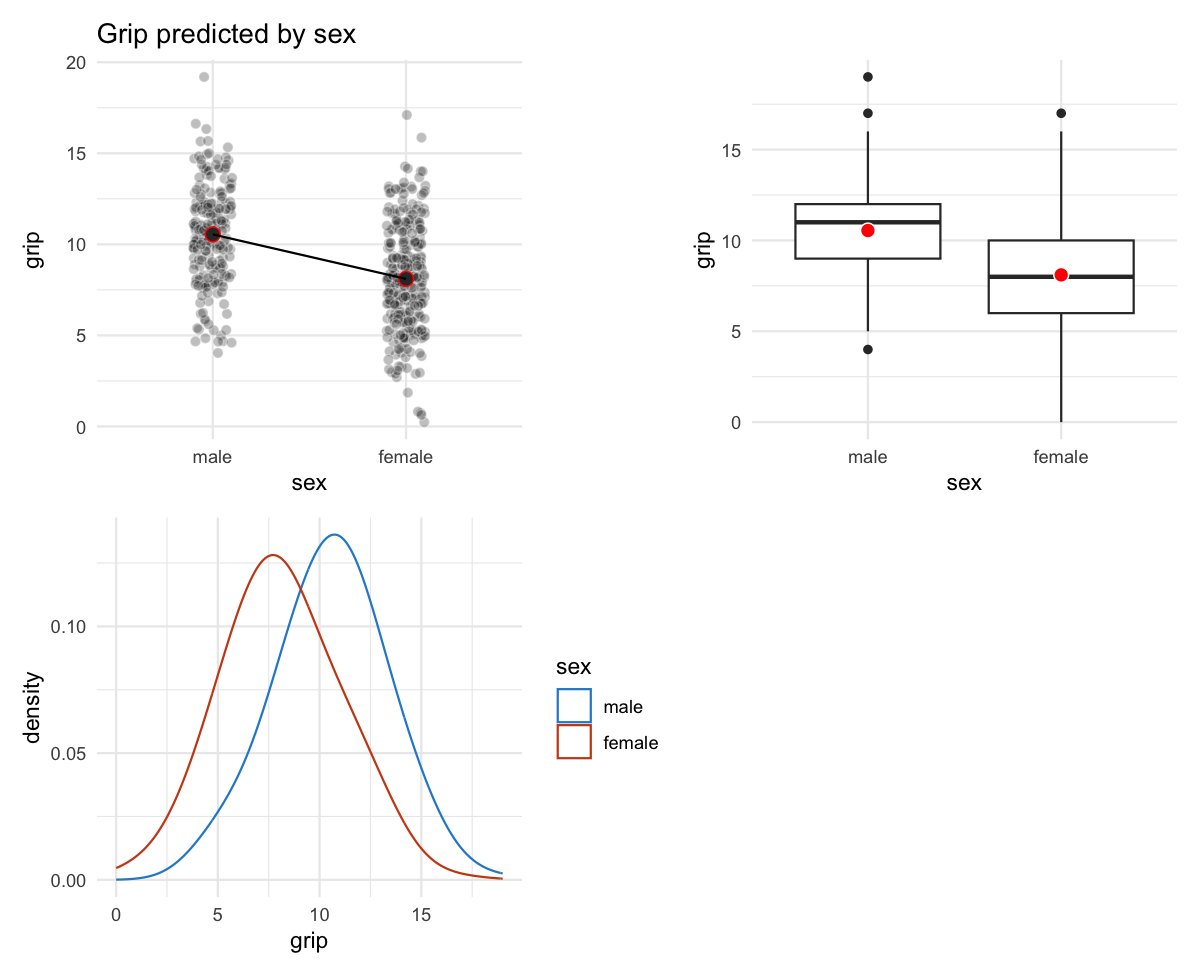 Grip predicted by sex
20
15
10
5
0
grip
male female
sex
15
10
5
0
grip
male female
sex
0.10
0.05
0.00
density
0 5 10 15
grip
sex
male
female